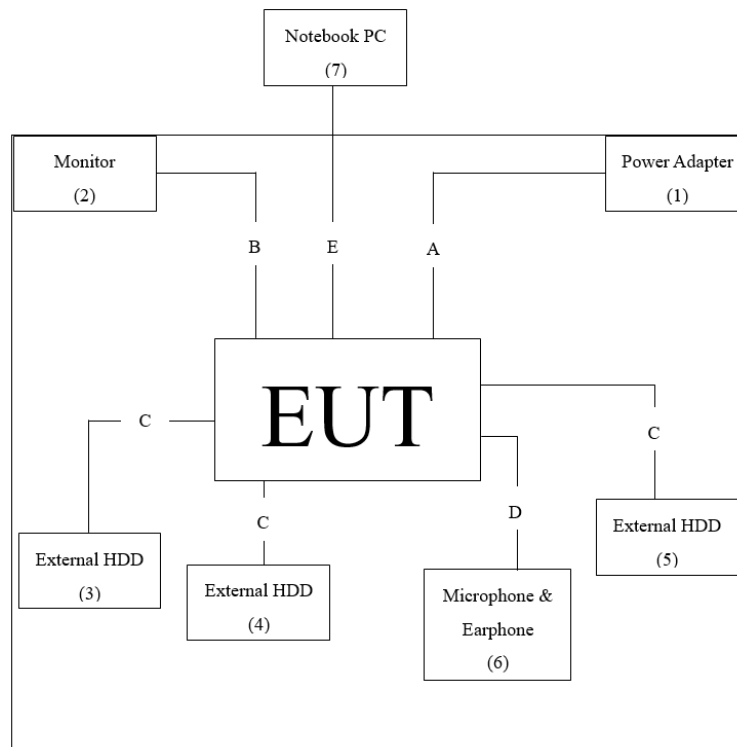 Notebook PC
(7)
Monitor
(2)
Power Adapter
(1)
B
E
A
EUT
C
C
C
D
External HDD
(3)
External HDD
(4)
Microphone &
Earphone
(6)
External HDD
(5)